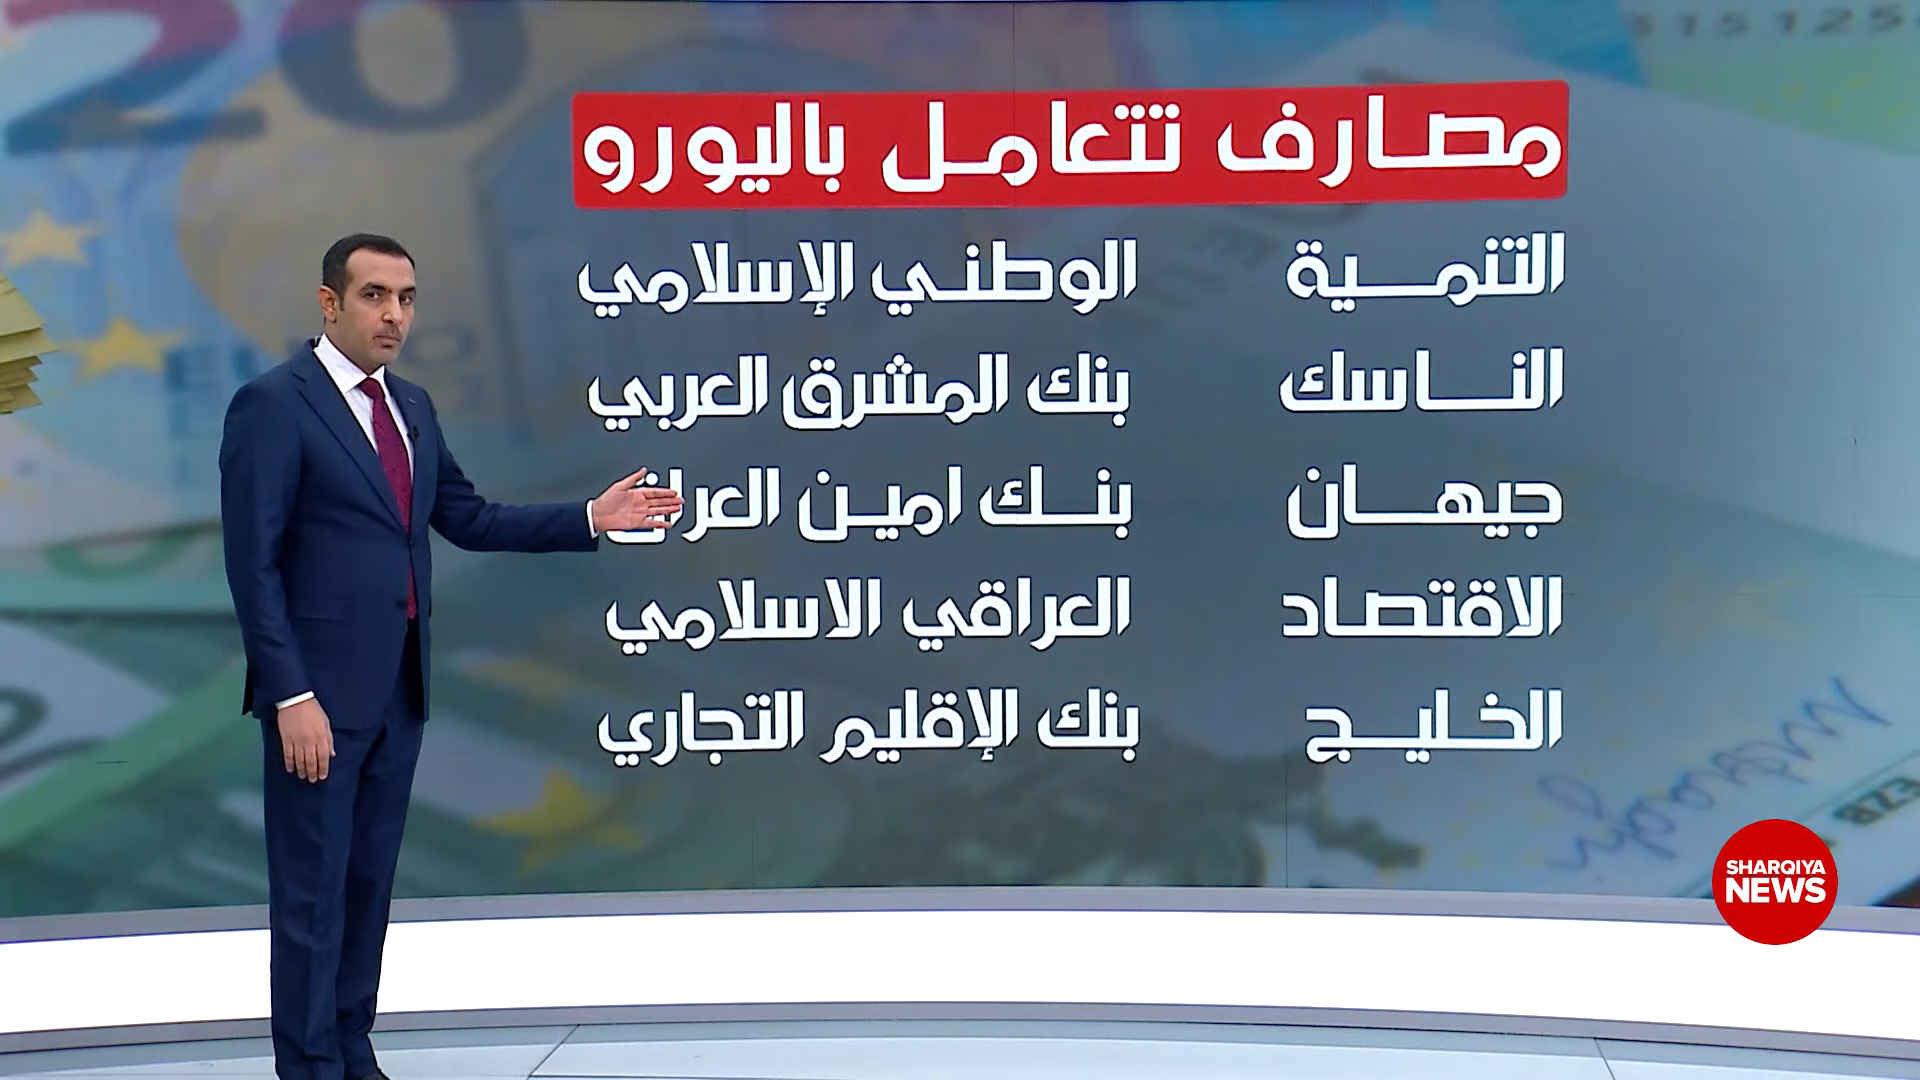 مصارف تتعامل باليورو
التنمية
الوطني الإسلامي
الناسك
بنك المشرق العربي
جيهان
بنك امين العراق
الاقتصاد
العراقي الاسلامي
الخليج
بنك الإقليم التجاري
SHARQIYA
NEWS